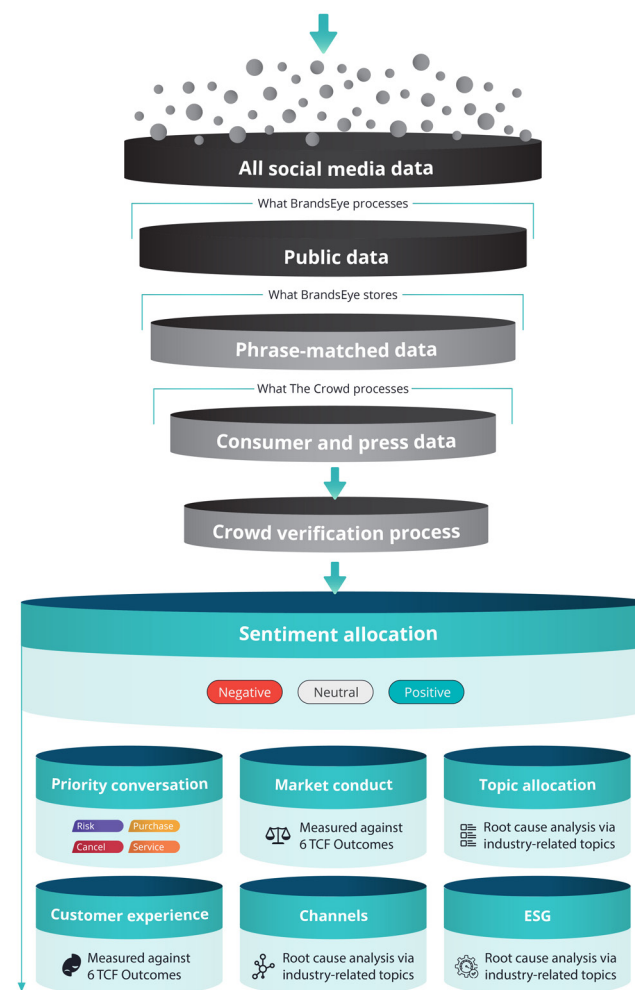 All social media data
What BrandsEye processes
Public data
What BrandsEye stores
Phrase-matched data
What The Crowd processes
Consumer and press data
Crowd verification process
Sentiment allocation
Negative
Neutral
Positive
Priority conversation
Risk
Purchase
Cancel
Service
Market conduct
Measured against
6 TCF Outcomes
Topic allocation
Root cause analysis via
industry-related topics
Customer experience
Measured against
6 TCF Outcomes
Channels
Root cause analysis via
industry-related topics
ESG
Root cause analysis via
industry-related topics